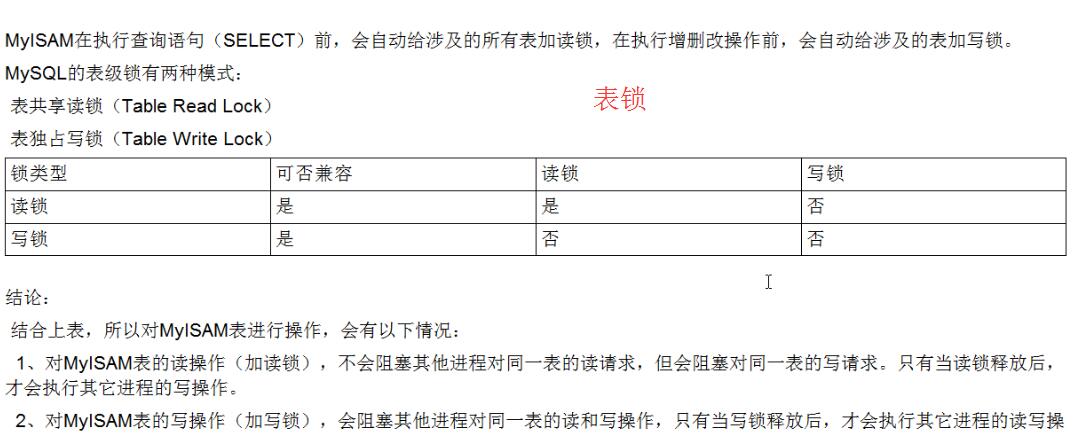 MyISAM在执行查询语句（SELECT）前，会自动给涉及的所有表加读锁，在执行增删改操作前，会自动给涉及的表加写锁。
MySQL的表级锁有两种模式：
表共享读锁（Table Read Lock）
表锁
表独占写锁（Table Write Lock）
锁类型 可否兼容 读锁 写锁
读锁 是 是 否
写锁 是 否 否
结论：
结合上表，所以对MyISAM表进行操作，会有以下情况：
1、对MyISAM表的读操作（加读锁），不会阻塞其他进程对同一表的读请求，但会阻塞对同一表的写请求。只有当读锁释放后，
才会执行其它进程的写操作。
2、对MyISAM表的写操作（加写锁），会阻塞其他进程对同一表的读和写操作，只有当写锁释放后，才会执行其它进程的读写操